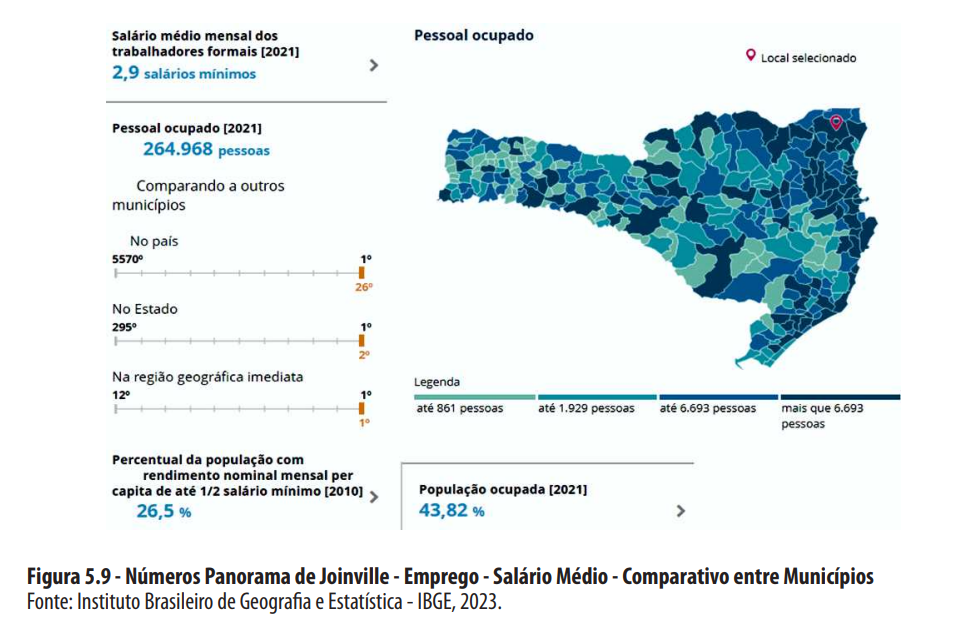 Salário médio mensal dos
trabalhadores formais [2021]
2,9 salários mínimos
Pessoal ocupado [2021]
264.968 pessoas
Comparando a outros
municípios
No país
5570º 1º
26º
No Estado
295º 1º
2º
Na região geográfica imediata
12º 1º
1º
Percentual da população com
rendimento nominal mensal per
capita de até 1/2 salário mínimo [2010]
26,5 %
Pessoal ocupado
Local selecionado
Legenda
até 861 pessoas até 1.929 pessoas até 6.693 pessoas mais que 6.693
pessoas
População ocupada [2021]
43,82 %
Figura 5.9 - Números Panorama de Joinville - Emprego - Salário Médio - Comparativo entre Municípios
Fonte: Instituto Brasileiro de Geografia e Estatística - IBGE, 2023.